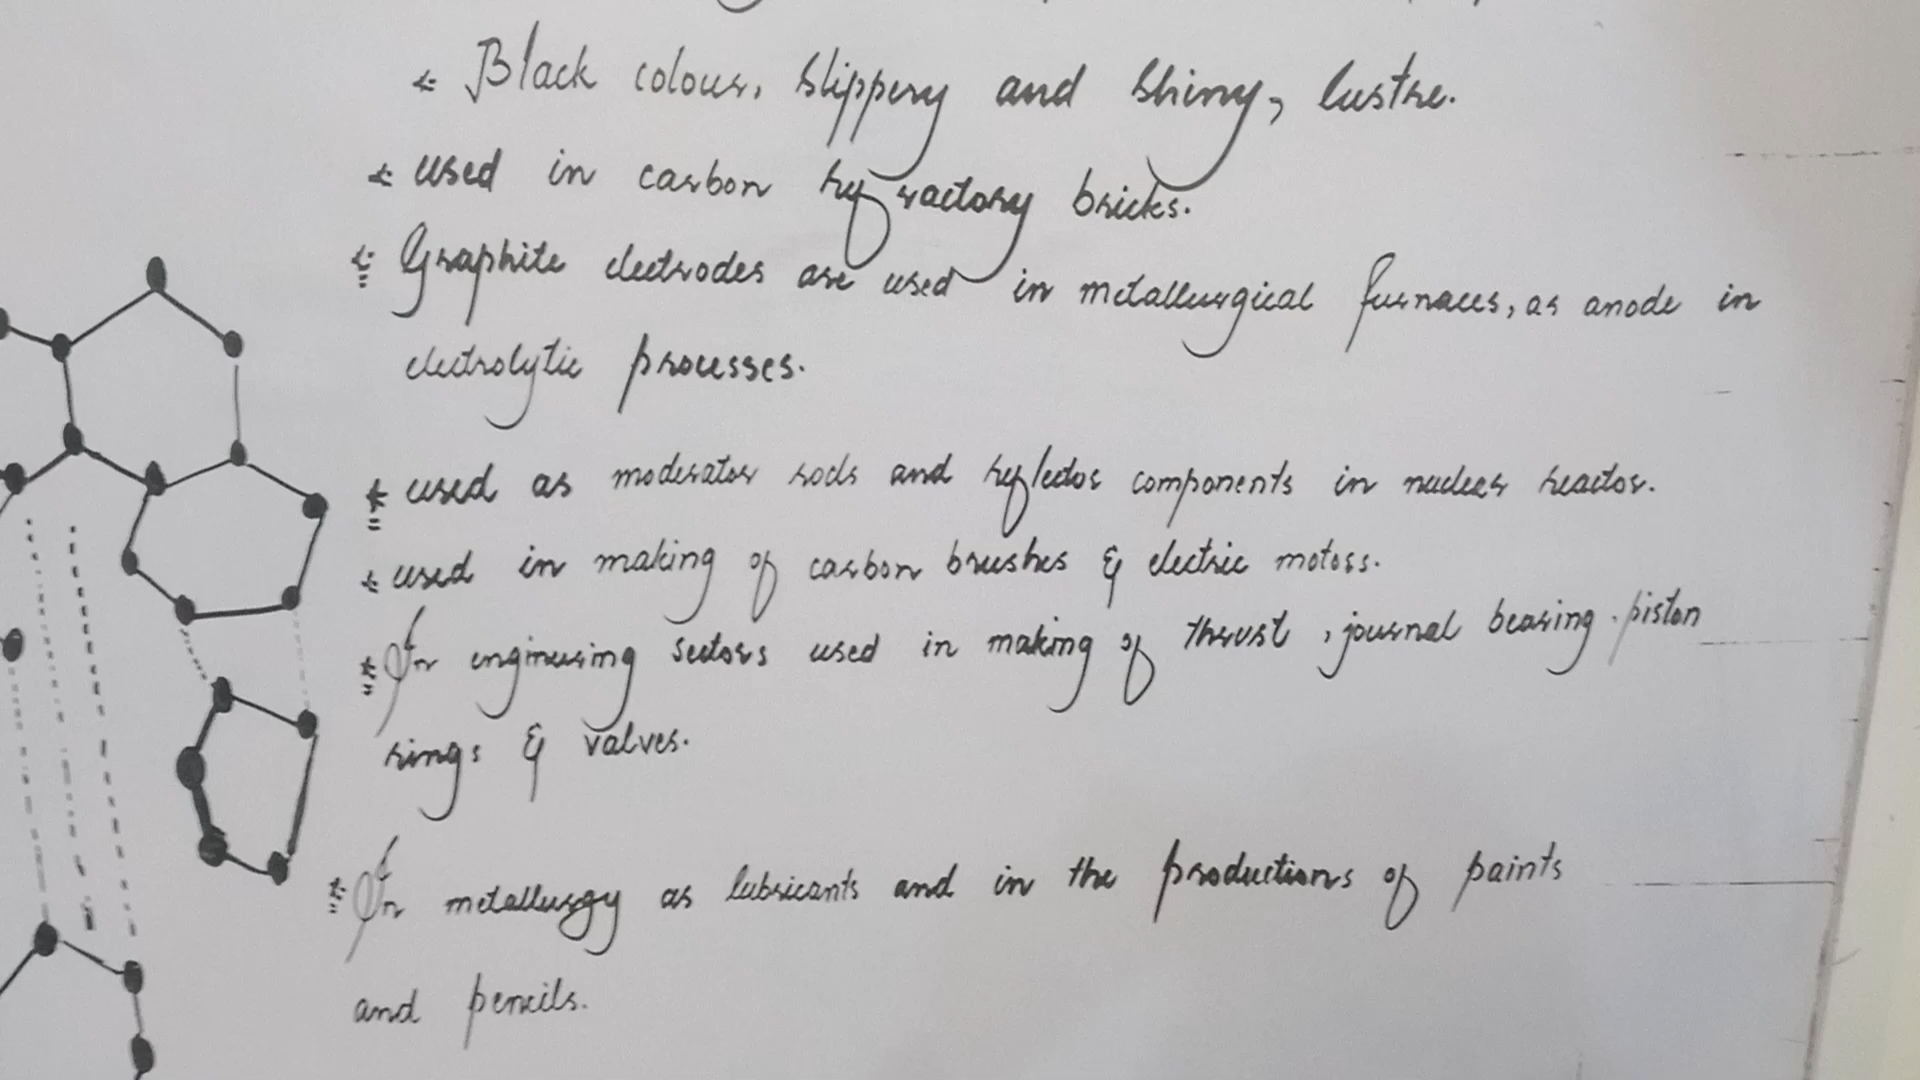 * Black colour, slippery and shiny, lustre.
* used in carbon refractory bricks.
* Graphite electrodes are used in metallurgical furnaces, as anode in
electrolytic processes.
* used as moderator rods and reflector components in nucleer reactor.
* used in making of carbon brushes & electric motors.
* In engineering sectors used in making of thrust, journal bearing. piston
rings & valves.
* In metallurgy as lubricants and in the productions of paints
and pencils.